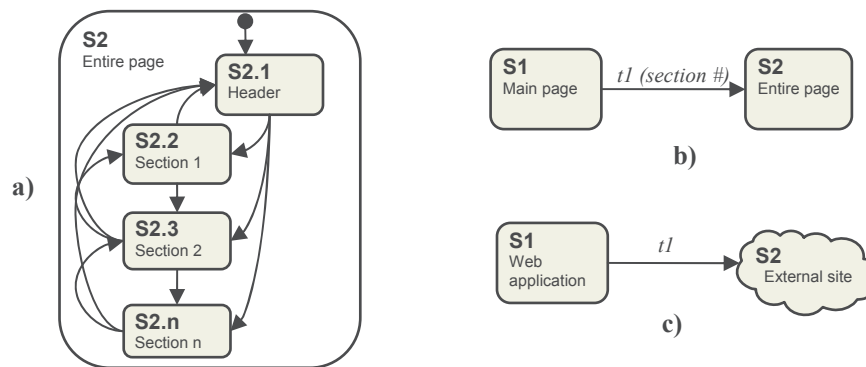 S2
Entire page
S2.1
Header
S2.2
Section 1
S2.3
Section 2
S2.n
Section n
a)
S1
Main page
t1 (section #)
S2
Entire page
b)
S1
Web
application
t1
S2
External site
c)